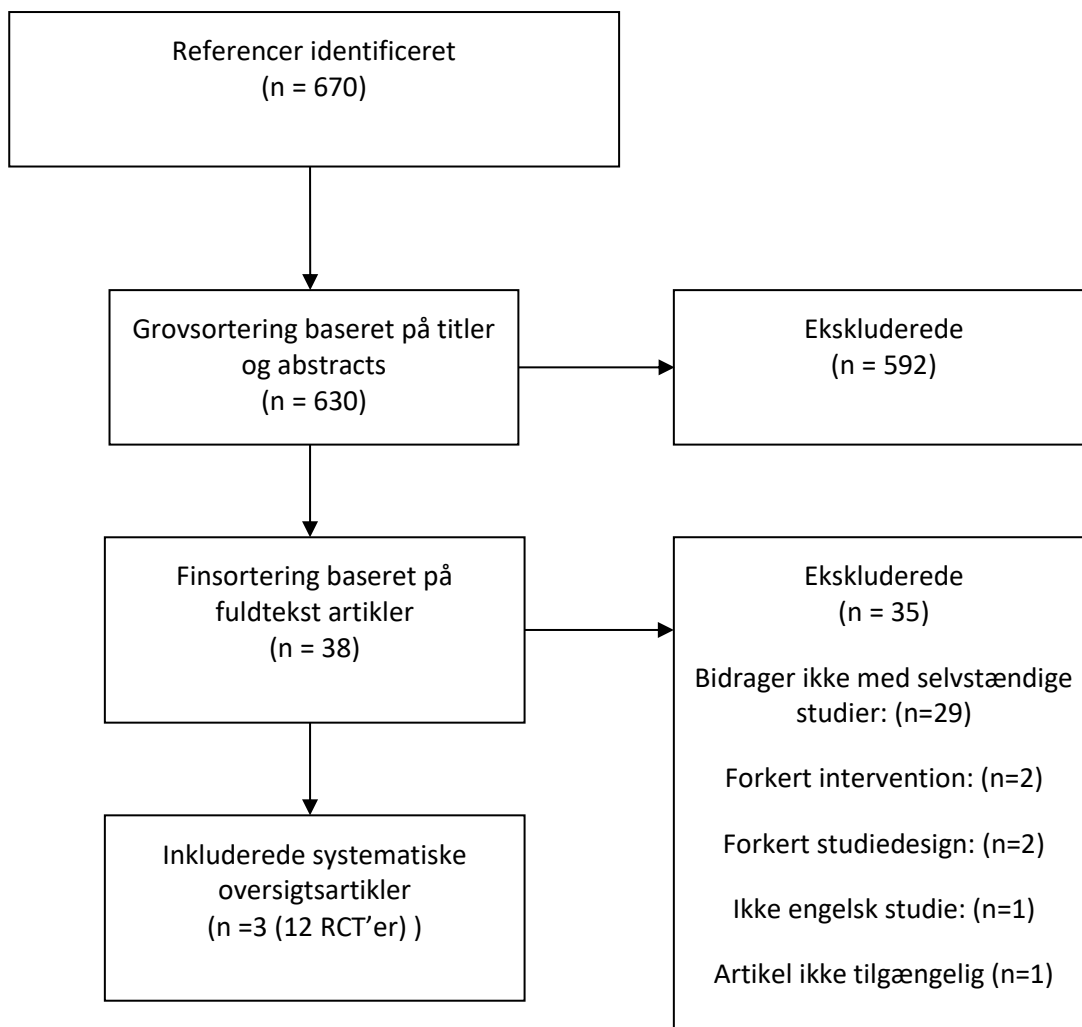 Referencer identificeret
(n = 670)
Grovsortering baseret på titler
og abstracts
(n = 630)
Ekskluderede
(n = 592)
Finsortering baseret på
fuldtekst artikler
(n = 38)
Ekskluderede
(n = 35)
Bidrager ikke med selvstændige
studier: (n=29)
Forkert intervention: (n=2)
Forkert studiedesign: (n=2)
Ikke engelsk studie: (n=1)
Artikel ikke tilgængelig (n=1)
Inkluderede systematiske
oversigtsartikler
(n =3 (12 RCT’er) )